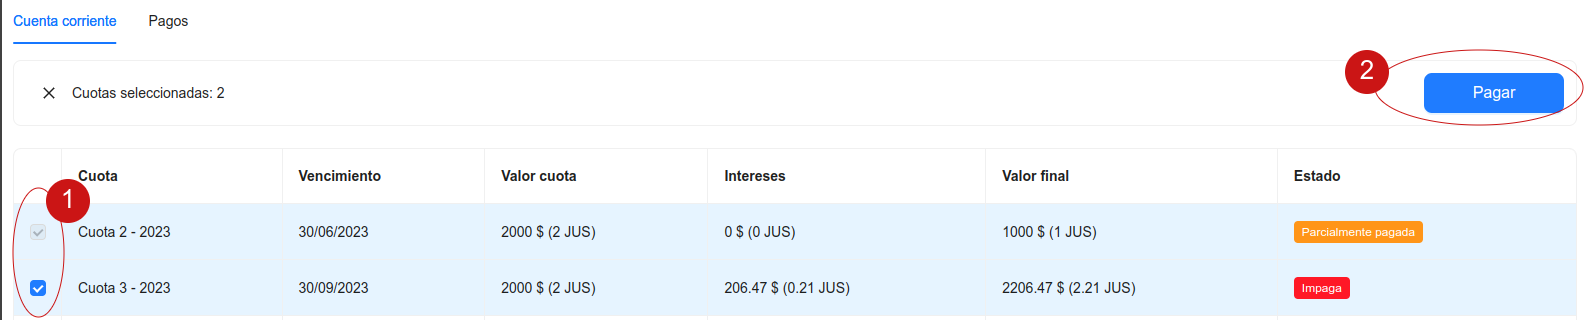 Cuenta corriente Pagos
Cuotas seleccionadas: 2
2
Pagar
Cuota Vencimiento Valor cuota Intereses Valor final Estado
1
Cuota 2 - 2023 30/06/2023 2000 $ (2 JUS) 0 $ (0 JUS) 1000 $ (1 JUS) Parcialmente pagada
Cuota 3 - 2023 30/09/2023 2000 $ (2 JUS) 206.47 $ (0.21 JUS) 2206.47 $ (2.21 JUS) Impaga